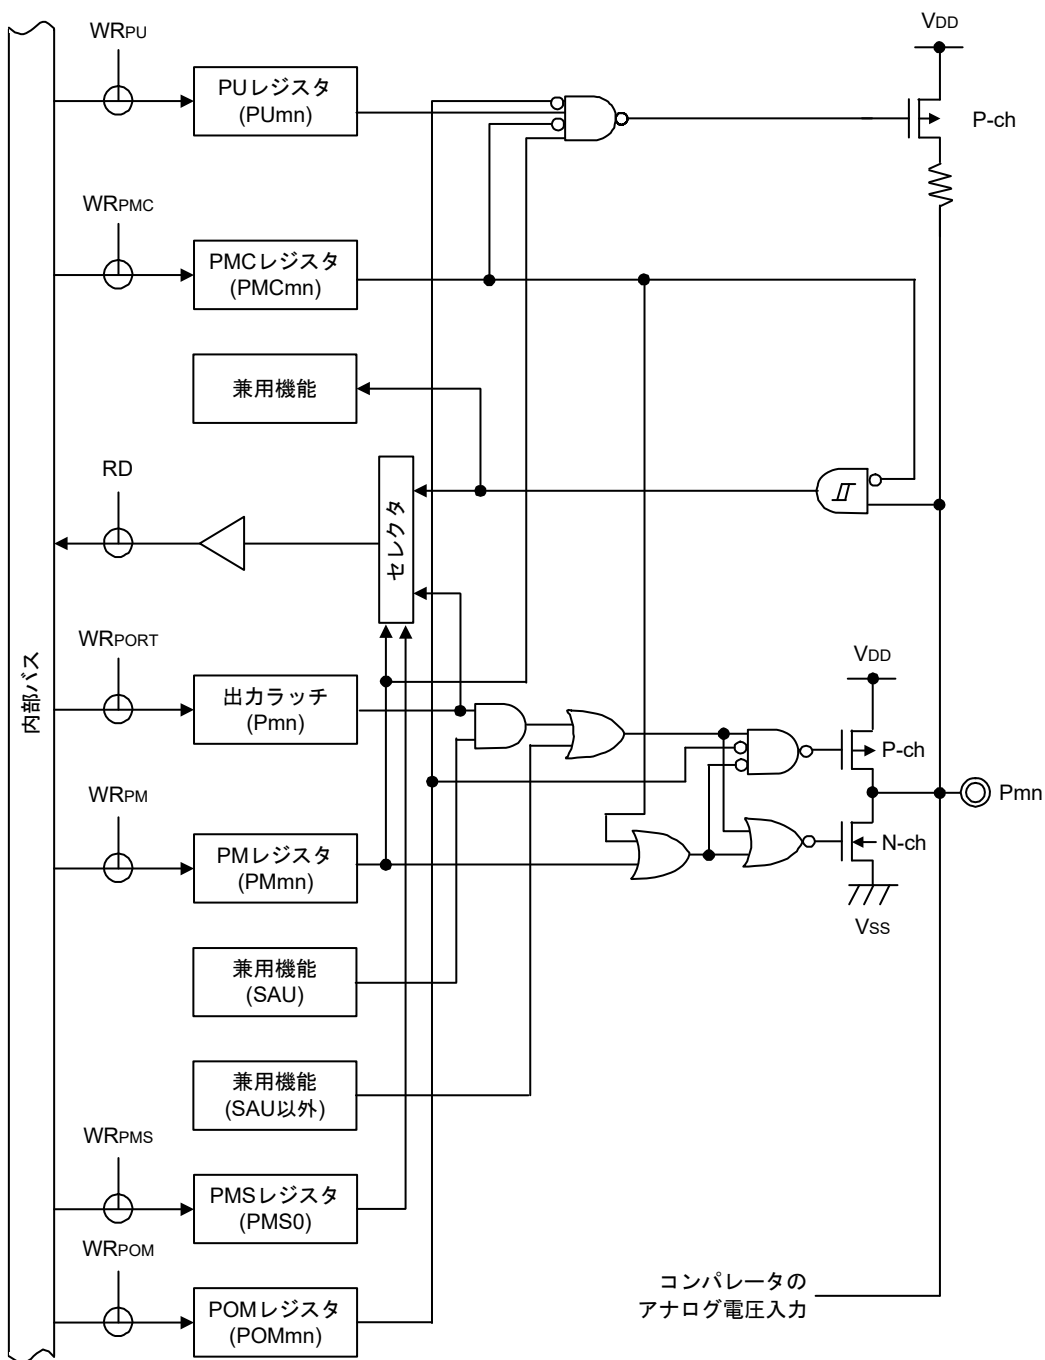 WRPU
PUレジスタ
(PUmn)
VDD
P-ch
WRPMC
PMCレジスタ
(PMCmn)
兼用機能
RD
セレクタ
WRPORT
出力ラッチ
(Pmn)
内部バス
VDD
P-ch
Pmn
N-ch
VSS
WRPM
PMレジスタ
(PMmn)
兼用機能
(SAU)
兼用機能
(SAU以外)
WRPMS
PMSレジスタ
(PMS0)
WRPOM
POMレジスタ
(POMmn)
コンパレータの
アナログ電圧入力